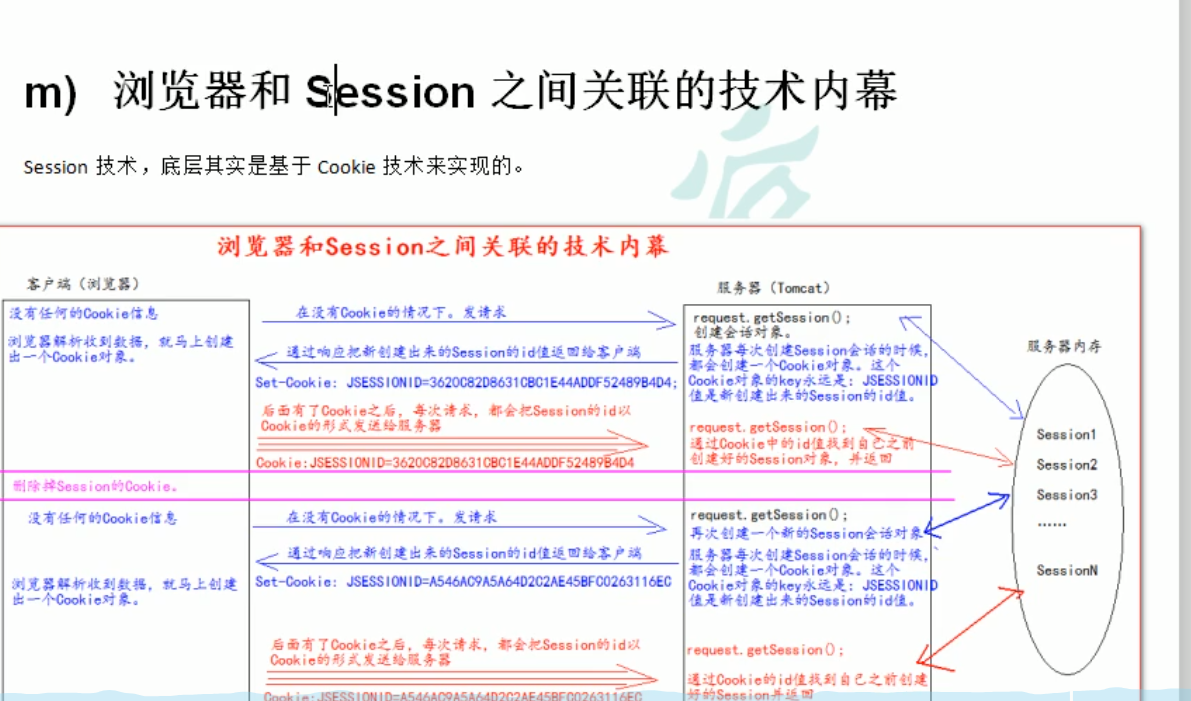 m) 浏览器和 Session 之间关联的技术内幕
Session 技术，底层其实是基于 Cookie 技术来实现的。
浏览器和Session之间关联的技术内幕
客户端（浏览器）
服务器（Tomcat）
没有任何的Cookie信息
浏览器解析收到数据，就马上创建
出一个Cookie对象。
在没有Cookie的情况下。发请求
通过响应把新创建出来的Session的id值返回给客户端
Set-Cookie: JSESSIONID=3620C82D8631CBC1E44ADDF52489B4D4;
后面有了Cookie之后，每次请求，都会把Session的id以
Cookie的形式发送给服务器
Cookie:JSESSIONID=3620C82D8631CBC1E44ADDF52489B4D4
request.getSession();
创建会话对象。
服务器每次创建Session会话的时候，
都会创建一个Cookie对象。这个
Cookie对象的key永远是：JSESSIONID
值是新创建出来的Session的id值。
request.getSession();
通过Cookie中的id值找到自己之前
创建好的Session对象，并返回
服务器内存
Session1
Session2
Session3
......
SessionN
删除掉Session的Cookie。
没有任何的Cookie信息
浏览器解析收到数据，就马上创建
出一个Cookie对象。
在没有Cookie的情况下。发请求
通过响应把新创建出来的Session的id值返回给客户端
Set-Cookie: JSESSIONID=A546AC9A5A64D2C2AE45BFC0263116EC
后面有了Cookie之后，每次请求，都会把Session的id以
Cookie的形式发送给服务器
Cookie:JSESSIONID=A546AC9A5A64D2C2AE45BFC0263116EC
request.getSession();
再次创建一个新的Session会话对象
服务器每次创建Session会话的时候，
都会创建一个Cookie对象。这个
Cookie对象的key永远是：JSESSIONID
值是新创建出来的Session的id值。
request.getSession();
通过Cookie的id值找到自己之前创建
好的Session并返回